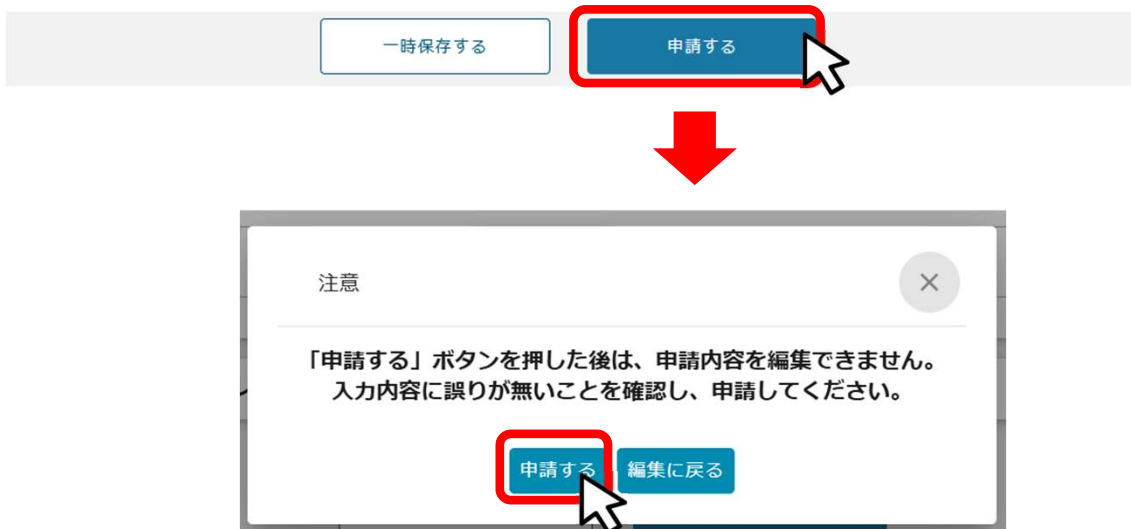 一時保存する
申請する
注意
「申請する」ボタンを押した後は、申請内容を編集できません。
入力内容に誤りが無いことを確認し、申請してください。
申請する
編集に戻る